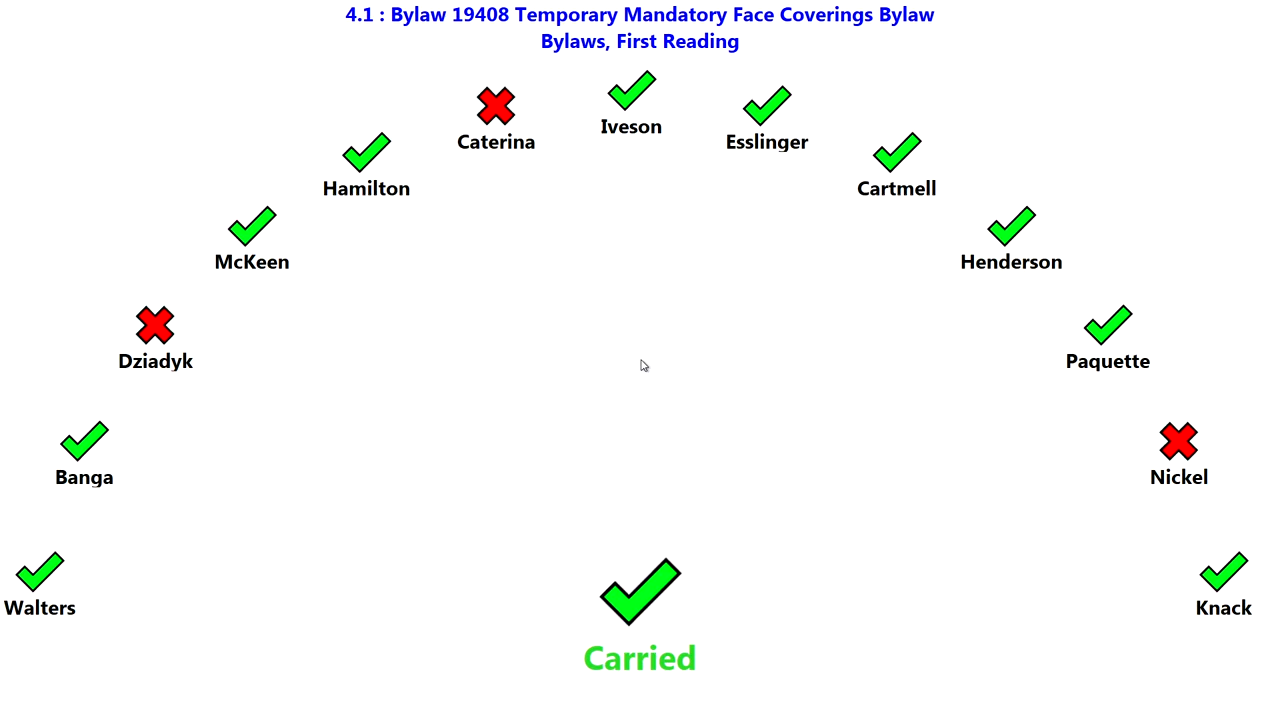 4.1 : Bylaw 19408 Temporary Mandatory Face Coverings Bylaw
Bylaws, First Reading
Iveson
Caterina
Esslinger
Hamilton
Cartmell
McKeen
Henderson
Dziadyk
Paquette
Banga
Nickel
Walters
Knack
Carried